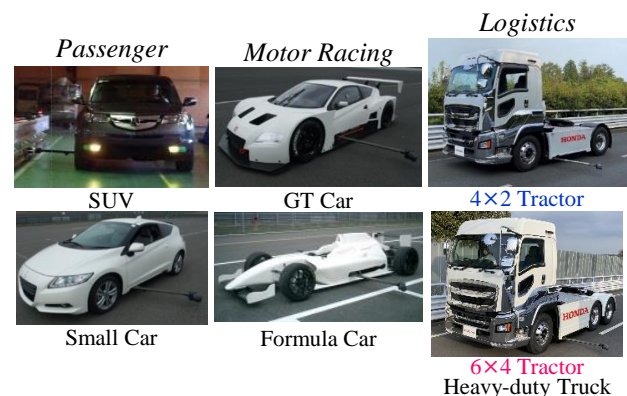 Passenger
Motor Racing
Logistics
SUV
GT Car
HONDA
4×2 Tractor
Small Car
Formula Car
HONDA
6×4 Tractor
Heavy-duty Truck